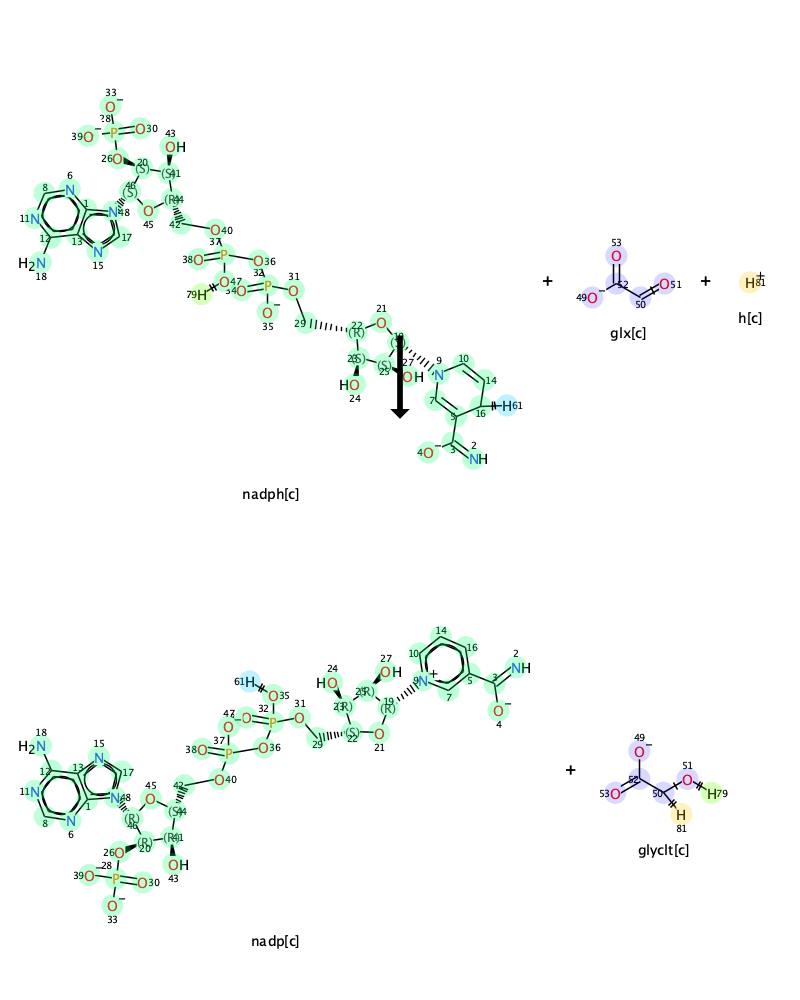 33
O−
28
39 O− P O 30
43
OH
26 O
20
(S)
(S) 41
6
8 N
46
(S)
(R) 44
1
11 N
N 48
O
45
42
12
13
17
O 40
N
15
H₂N
18
37
38 O P O 36
32
O 47
34 O P O 31
79 H
O−
35
29
21
O
22
(R)
19
(S)
23
(S)
(S)
25
27
OH
HO
24
9
N
10
14
7
5
16
H 61
4 O−
3
2
NH
nadph[c]
+
53
O
52
49 O−
O 51
50
glx[c]
+
H+
81
h[c]
14
10
16
2
NH
24
HO
27
OH
9 N+
5
3
7
O−
4
61 H
O 35
25
(R)
23
(R)
19
(R)
47
O−
O
32
P
31
O
29
(S)
22
O
21
37
38 O P
O
36
18
H₂N
15
N
12
13
17
42
O 40
11 N
N 48
45
O
(S) 44
1
8
N
6
(R)
46
(R)
20
(R) 41
26 O
OH
43
28
39 O− P O 30
O−
33
nadp[c]
+
49
O−
52
51
O
53 O
50
H 79
H
81
glyclt[c]